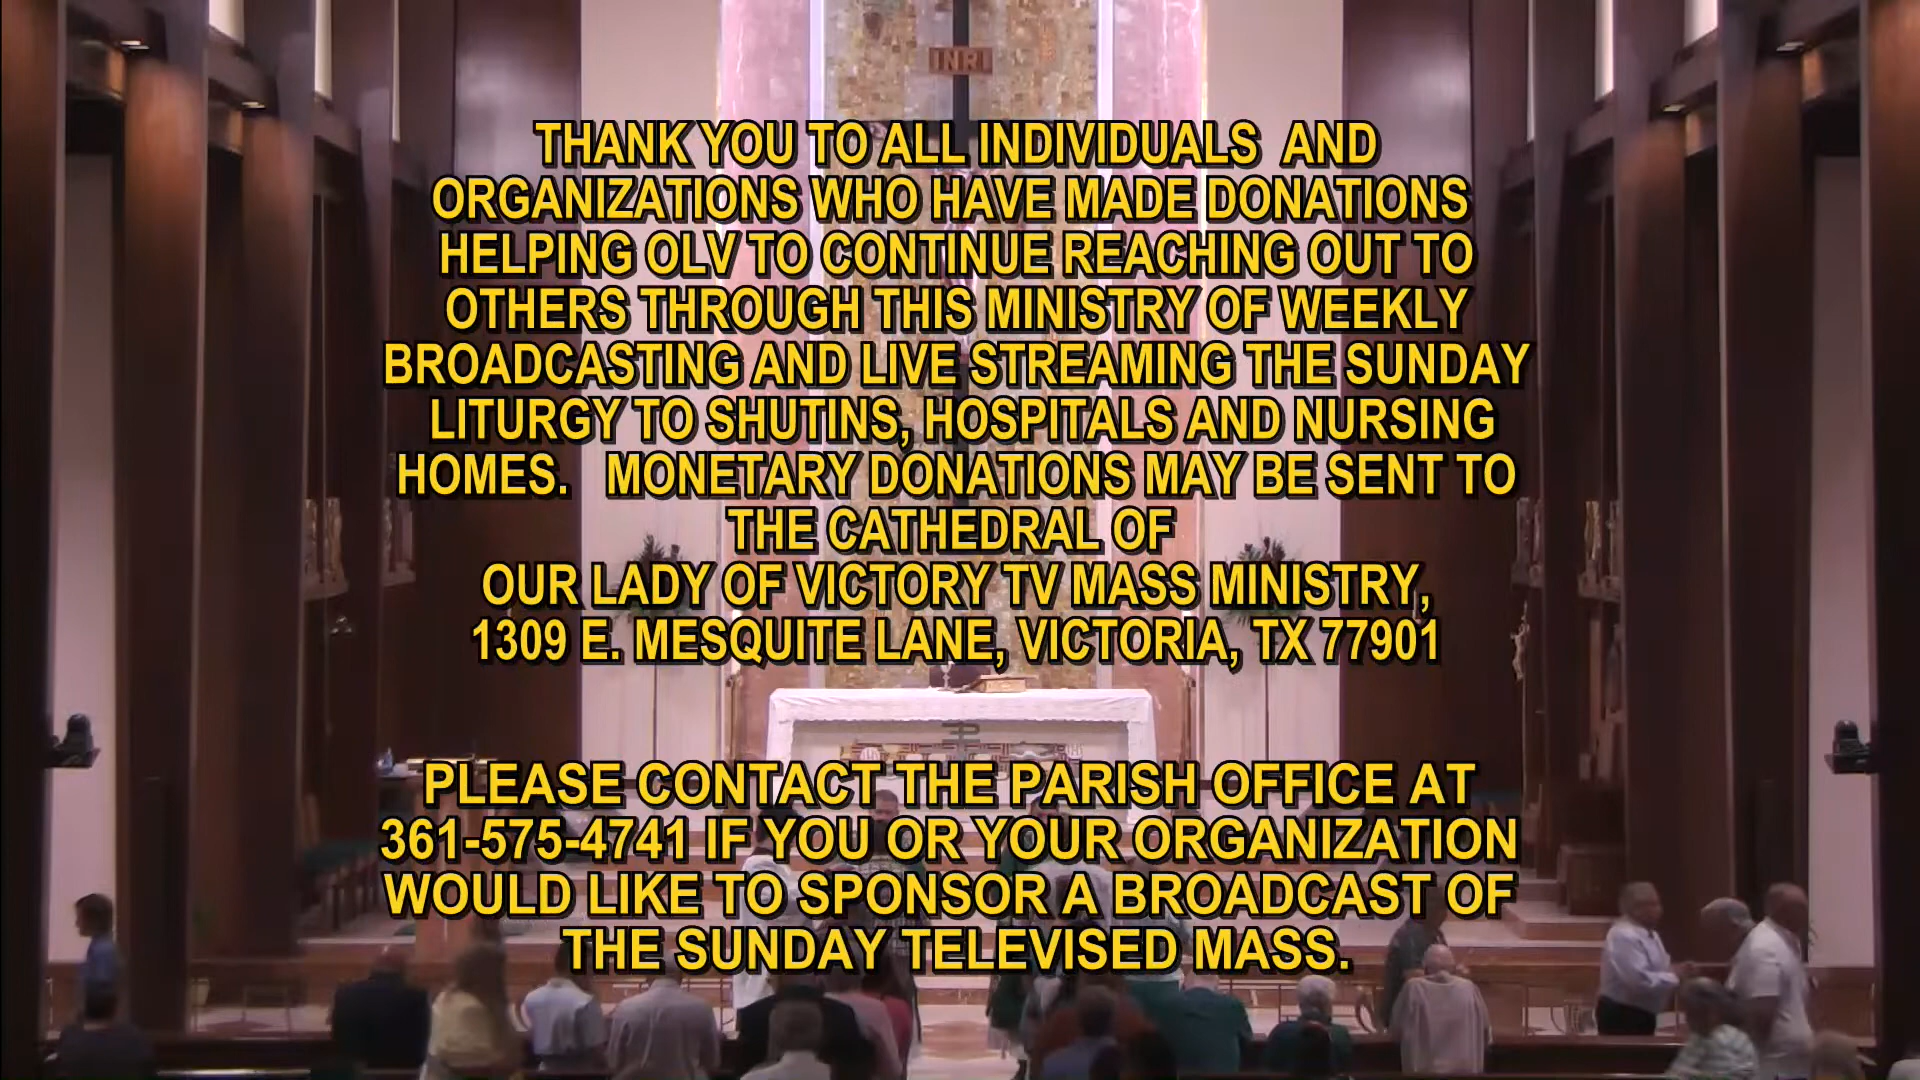 INRI
THANK YOU TO ALL INDIVIDUALS  AND
ORGANIZATIONS WHO HAVE MADE DONATIONS
HELPING OLV TO CONTINUE REACHING OUT TO
OTHERS THROUGH THIS MINISTRY OF WEEKLY
BROADCASTING AND LIVE STREAMING THE SUNDAY
LITURGY TO SHUTINS, HOSPITALS AND NURSING
HOMES.   MONETARY DONATIONS MAY BE SENT TO
THE CATHEDRAL OF
OUR LADY OF VICTORY TV MASS MINISTRY,
1309 E. MESQUITE LANE, VICTORIA, TX 77901
PLEASE CONTACT THE PARISH OFFICE AT
361-575-4741 IF YOU OR YOUR ORGANIZATION
WOULD LIKE TO SPONSOR A BROADCAST OF
THE SUNDAY TELEVISED MASS.